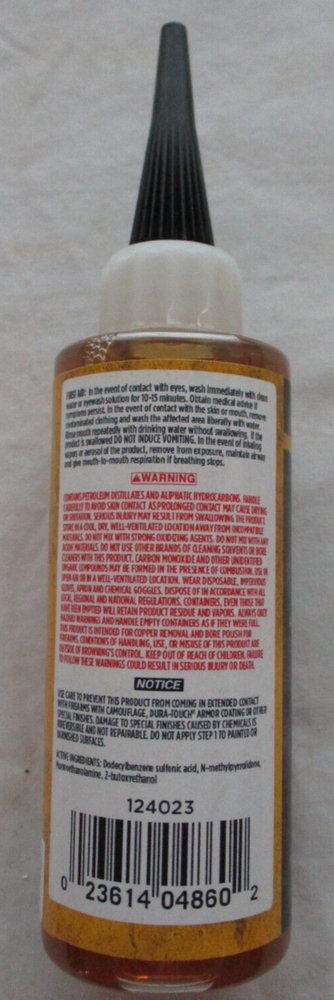 FIRST AID: In the event of contact with eyes, wash immediately with clean
water or eyewash solution for 10-15 minutes. Obtain medical advice if
symptoms persist. In the event of contact with the skin or mouth, remove
contaminated clothing and wash the affected area liberally with water.
Rinse mouth repeatedly with drinking water without swallowing. If the
product is swallowed DO NOT INDUCE VOMITING. In the event of inhaling
vapors or aerosol of the product, remove from exposure, maintain air way
and give mouth-to-mouth respiration if breathing stops.
WARNING
CONTAINS PETROLEUM DISTILLATES AND ALIPHATIC HYDROCARBONS. HANDLE
CAREFULLY TO AVOID SKIN CONTACT AS PROLONGED CONTACT MAY CAUSE DRYING
OR IRRITATION. SERIOUS INJURY MAY RESULT FROM SWALLOWING THE PRODUCT.
STORE IN A COOL, DRY, WELL-VENTILATED LOCATION AWAY FROM INCOMPATIBLE
MATERIALS. DO NOT MIX WITH STRONG OXIDIZING AGENTS. DO NOT MIX WITH ANY
MATERIALS. DO NOT USE OTHER BRANDS OF CLEANING SOLVENTS OR BORE
CLEANERS WITH THIS PRODUCT. CARBON MONOXIDE AND OTHER UNIDENTIFIED
ORGANIC COMPOUNDS MAY BE FORMED IN THE PRESENCE OF COMBUSTION. USE IN
OPEN AIR OR IN A WELL-VENTILATED LOCATION. WEAR DISPOSABLE, IMPERVIOUS
GLOVES, APRON AND CHEMICAL GOGGLES. DISPOSE OF IN ACCORDANCE WITH ALL
LOCAL, REGIONAL AND NATIONAL REGULATIONS. CONTAINERS, EVEN THOSE THAT
HAVE BEEN EMPTIED WILL RETAIN PRODUCT RESIDUE AND VAPORS. ALWAYS OBEY
HAZARD WARNINGS AND HANDLE EMPTY CONTAINERS AS IF THEY WERE FULL.
THIS PRODUCT IS INTENDED FOR COPPER REMOVAL AND BORE POLISH FOR
FIREARMS. CONDITIONS OF HANDLING, USE, OR MISUSE OF THIS PRODUCT ARE
OUTSIDE OF BROWNING'S CONTROL. KEEP OUT OF REACH OF CHILDREN. FAILURE
TO FOLLOW THESE WARNINGS COULD RESULT IN SERIOUS INJURY OR DEATH.
NOTICE
USE CARE TO PREVENT THIS PRODUCT FROM COMING IN EXTENDED CONTACT
WITH FIREARMS WITH CAMOUFLAGE, DURA-TOUCH® ARMOR COATING OR OTHER
SPECIAL FINISHES. DAMAGE TO SPECIAL FINISHES CAUSED BY CHEMICALS IS
IRREVERSIBLE AND NOT REPAIRABLE. DO NOT APPLY STEP 1 TO PAINTED OR
VARNISHED SURFACES.
ACTIVE INGREDIENTS: Dodecylbenzene sulfonic acid, N-methylpyrrolidone,
Monoethanolamine, 2-butoxyethanol
124023
0 23614 04860 2